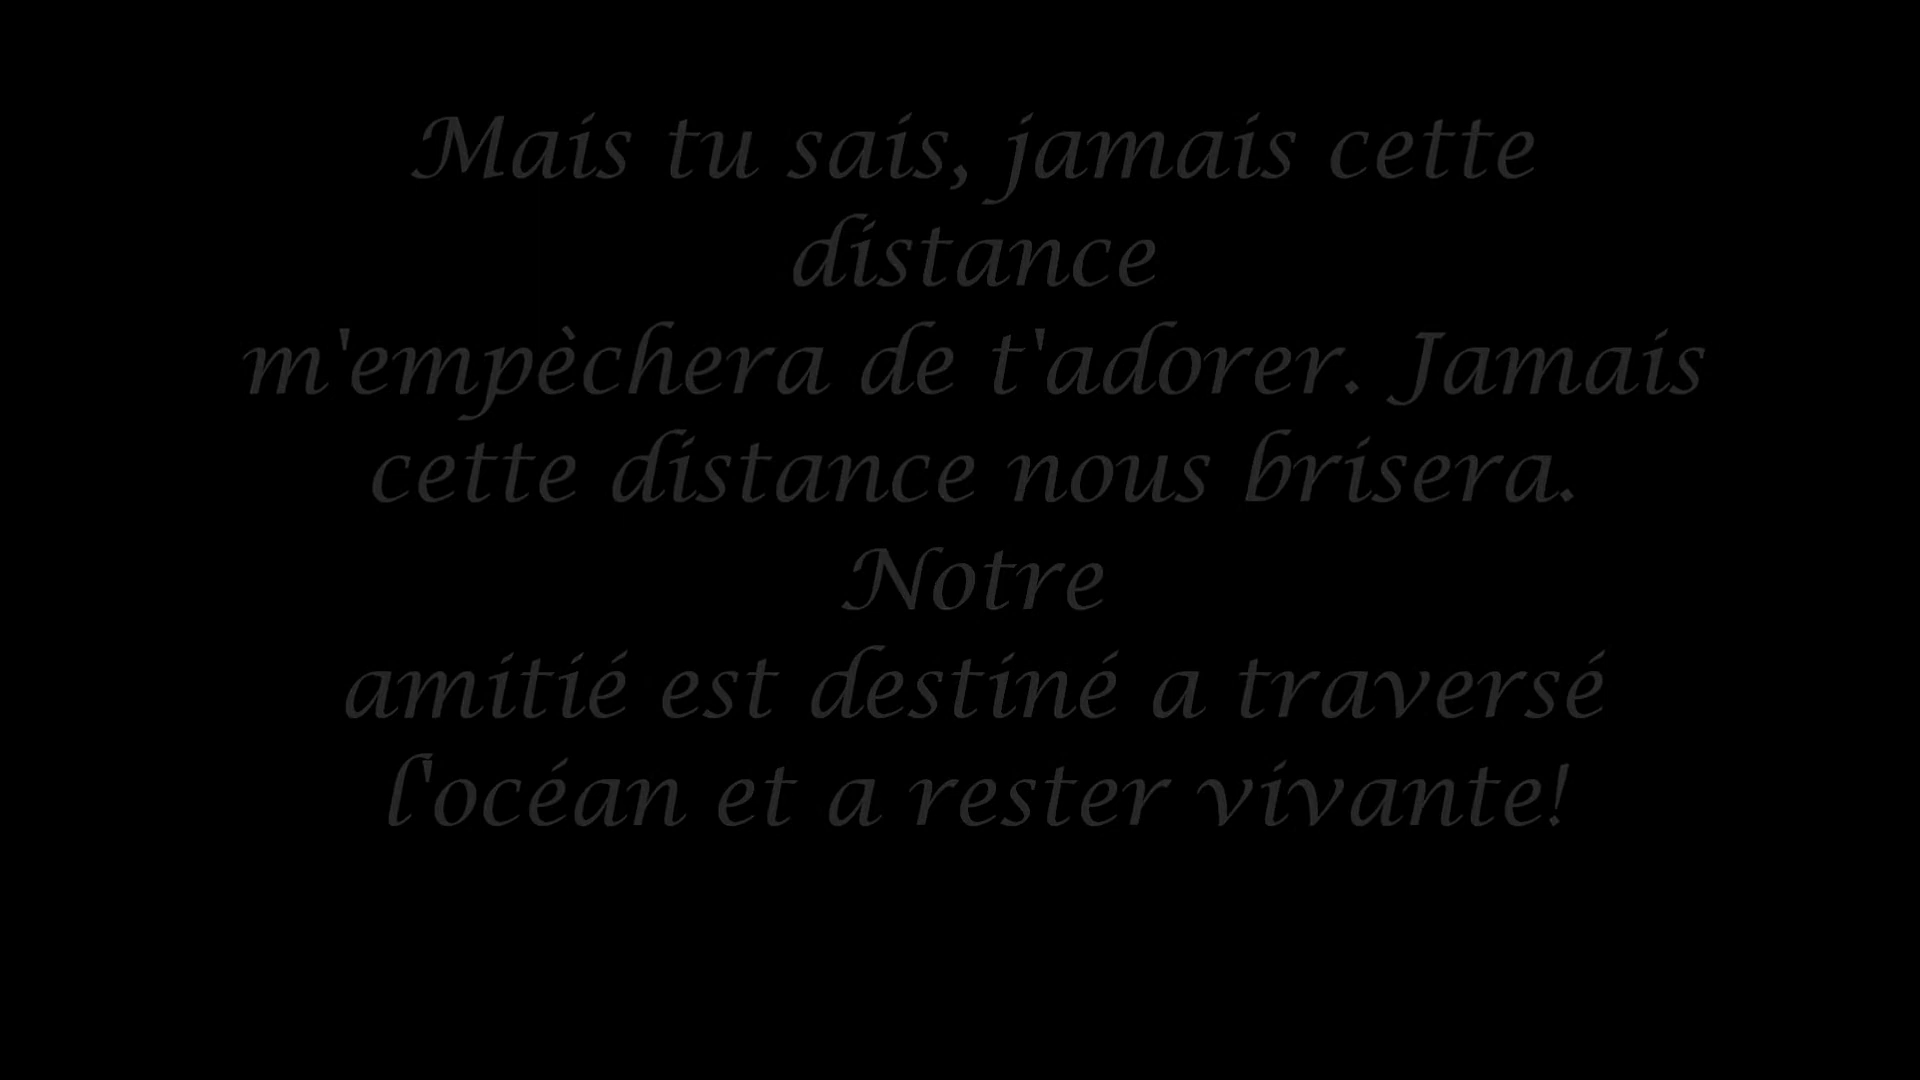 Mais tu sais, jamais cette
distance
m'empèchera de t'adorer. Jamais
cette distance nous brisera.
Notre
amitié est destiné a traversé
l'océan et a rester vivante!